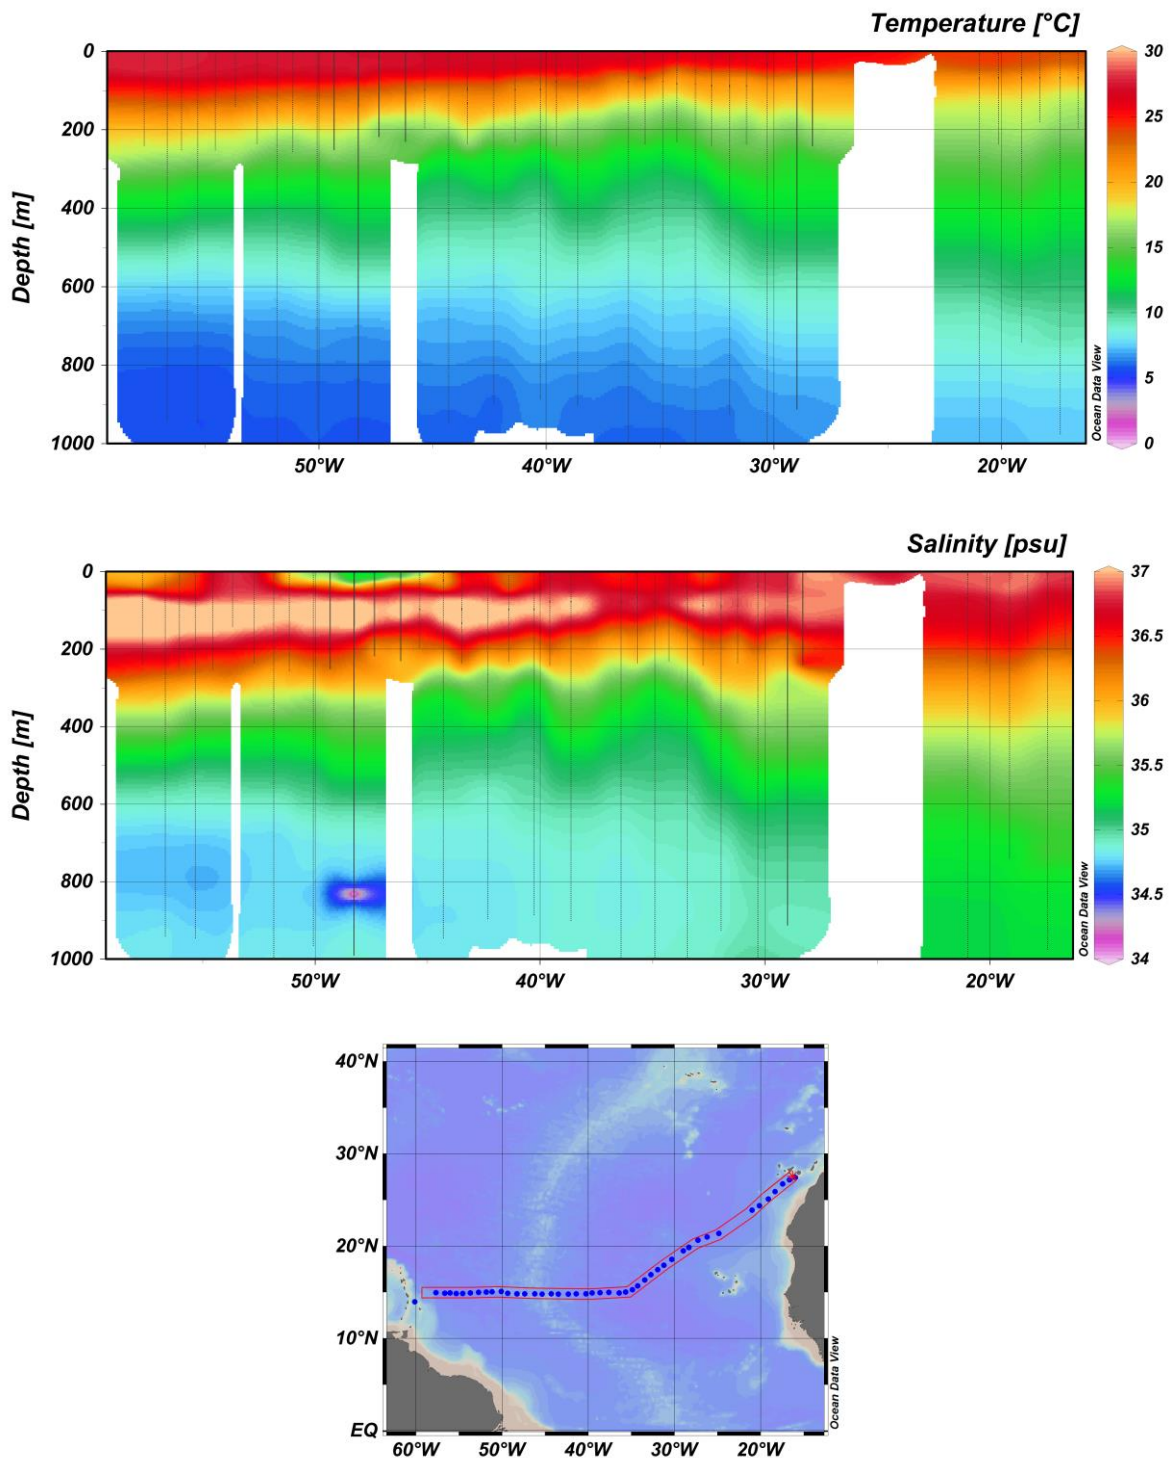 Temperature [°C]
0
200
400
600
800
1000
Depth [m]
50°W
40°W
30°W
20°W
30
25
20
15
10
5
0
Ocean Data View
Salinity [psu]
0
200
400
600
800
1000
Depth [m]
50°W
40°W
30°W
20°W
37
36.5
36
35.5
35
34.5
34
Ocean Data View
40°N
30°N
20°N
10°N
EQ
60°W
50°W
40°W
30°W
20°W
Ocean Data View